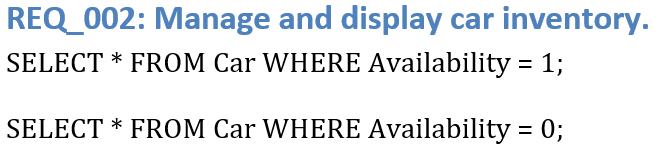 REQ_002: Manage and display car inventory.
SELECT * FROM Car WHERE Availability = 1;
SELECT * FROM Car WHERE Availability = 0;